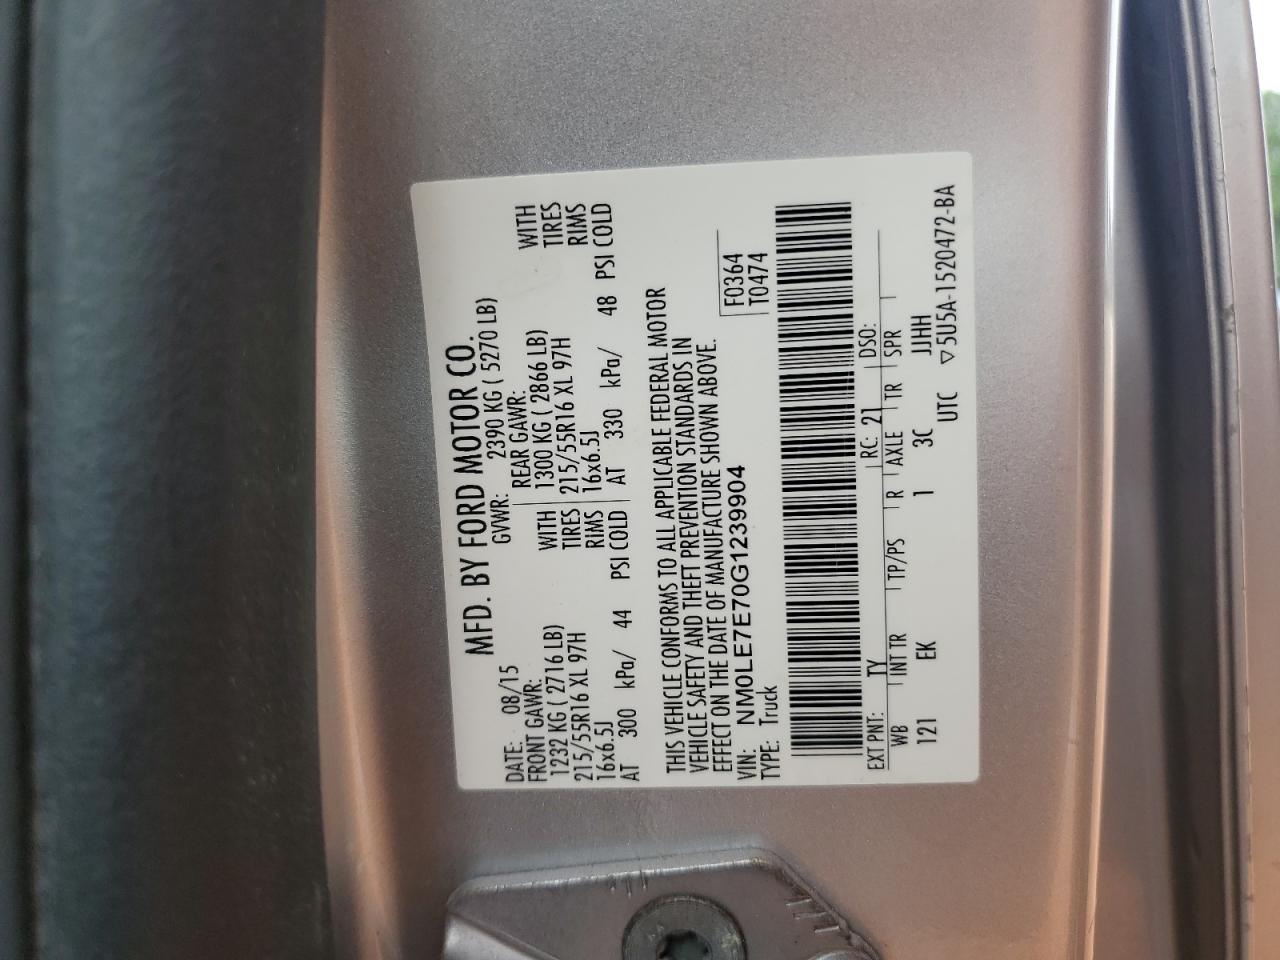 MFD. BY FORD MOTOR CO.
DATE: 08/15 GVWR: 2390 KG ( 5270 LB)
FRONT GAWR: REAR GAWR:
1232 KG ( 2716 LB) WITH 1300 KG ( 2866 LB) WITH
215/55R16 XL 97H TIRES 215/55R16 XL 97H TIRES
16x6.5J RIMS 16x6.5J RIMS
AT 300 kPa/ 44 PSI COLD AT 330 kPa/ 48 PSI COLD
THIS VEHICLE CONFORMS TO ALL APPLICABLE FEDERAL MOTOR
VEHICLE SAFETY AND THEFT PREVENTION STANDARDS IN
EFFECT ON THE DATE OF MANUFACTURE SHOWN ABOVE.
VIN: NM0LE7E70G1239904 F0364
TYPE: Truck T0474
EXT PNT: TY RC: 21 DSO:
WB INT TR TP/PS R AXLE TR SPR
121 EK 1 3C JJHH
UTC ▽5U5A-1520472-BA